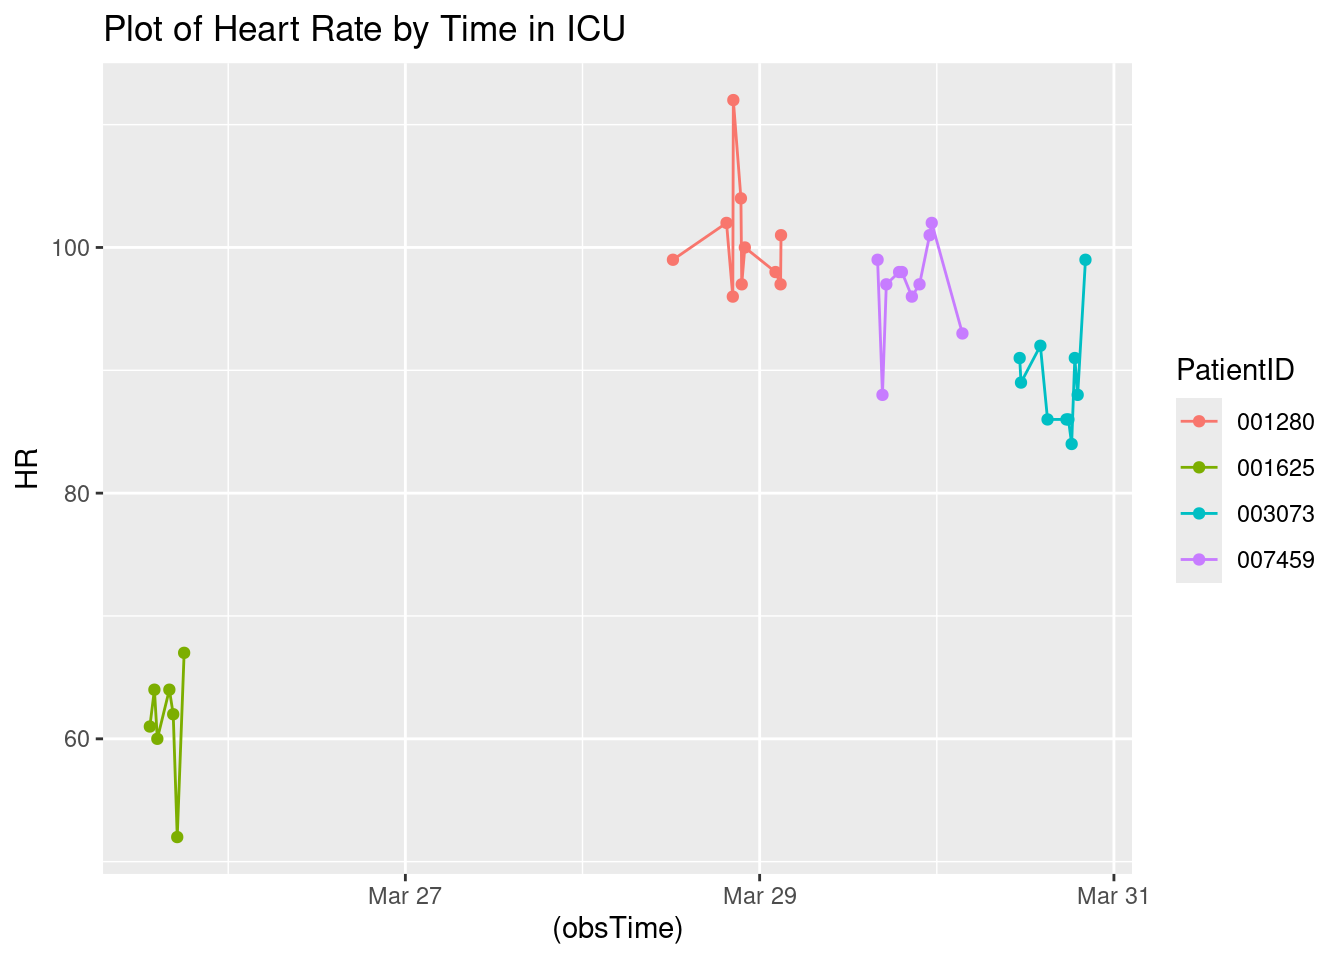 Plot of Heart Rate by Time in ICU
HR
100
80
60
Mar 27
Mar 29
Mar 31
(obsTime)
PatientID
001280
001625
003073
007459